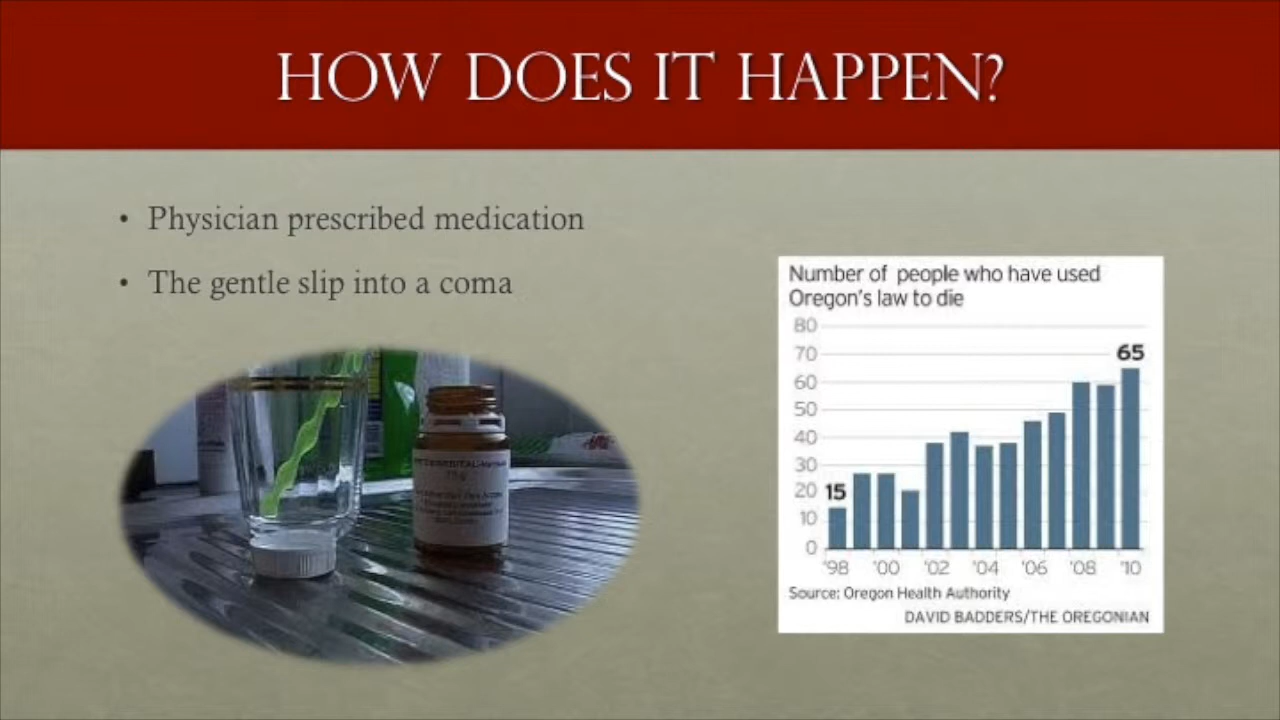 HOW DOES IT HAPPEN?
• Physician prescribed medication
• The gentle slip into a coma
Number of people who have used
Oregon's law to die
80
70
60
50
40
30
20
10
0
65
15
'98 '00 '02 '04 '06 '08 '10
Source: Oregon Health Authority
DAVID BADDERS/THE OREGONIAN